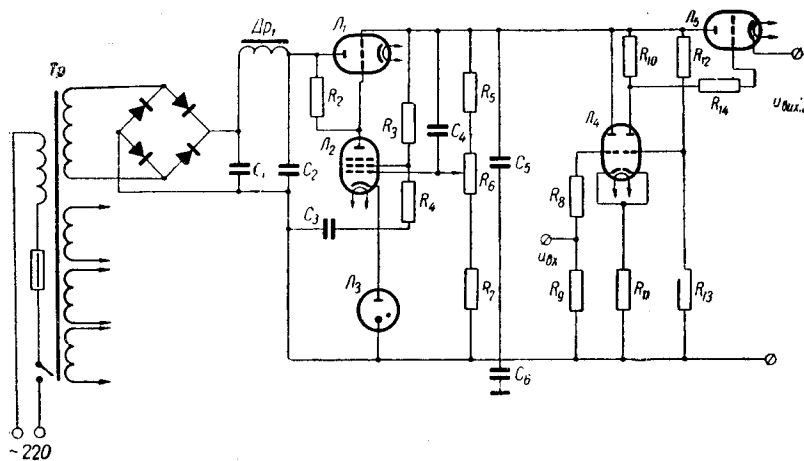 Тр
Др₁
Л₁
Л₅
R₂
Л₂
R₃
C₄
R₅
R₆
R₄
C₃
C₁
C₂
Л₃
R₇
C₅
C₆
R₁₀
R₁₂
R₁₄
Л₄
R₈
uвх
R₉
R₁₁
R₁₃
uвых.
~220